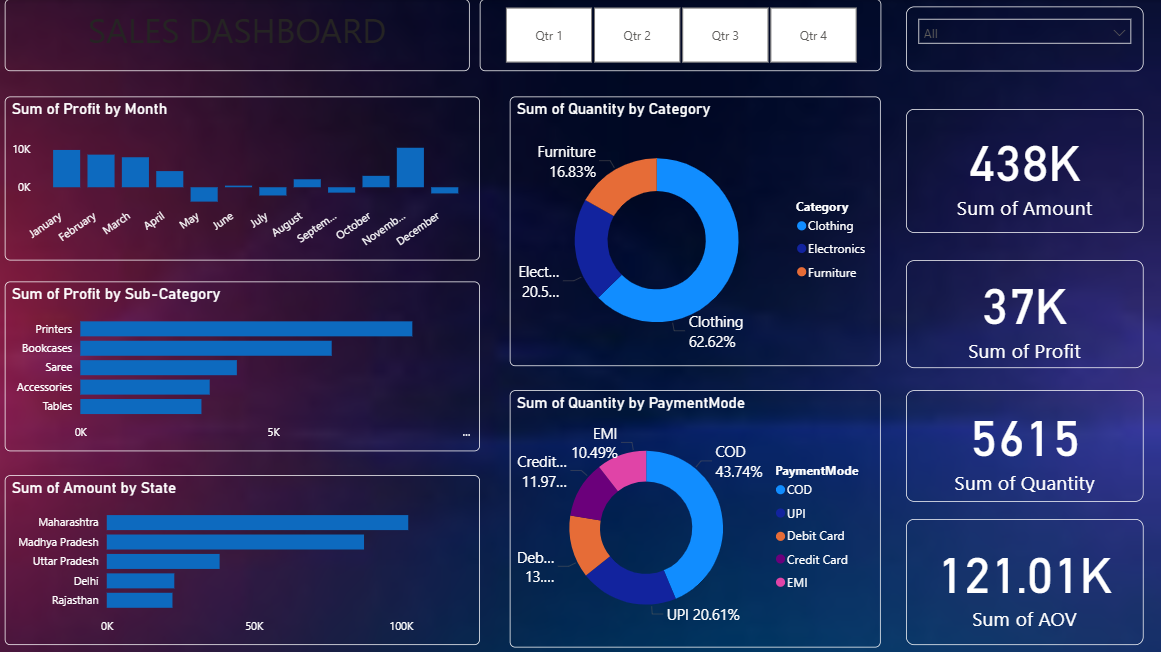 SALES DASHBOARD
Qtr 1
Qtr 2
Qtr 3
Qtr 4
All
Sum of Profit by Month
10K
0K
January
February
March
April
May
June
July
August
Septem...
October
Novemb...
December
Sum of Profit by Sub-Category
Printers
Bookcases
Saree
Accessories
Tables
0K
5K
...
Sum of Amount by State
Maharashtra
Madhya Pradesh
Uttar Pradesh
Delhi
Rajasthan
0K
50K
100K
Sum of Quantity by Category
Furniture
16.83%
Elect...
20.5...
Clothing
62.62%
Category
Clothing
Electronics
Furniture
Sum of Quantity by PaymentMode
EMI
10.49%
Credit...
11.97...
Deb...
13....
COD
43.74%
UPI 20.61%
PaymentMode
COD
UPI
Debit Card
Credit Card
EMI
438K
Sum of Amount
37K
Sum of Profit
5615
Sum of Quantity
121.01K
Sum of AOV